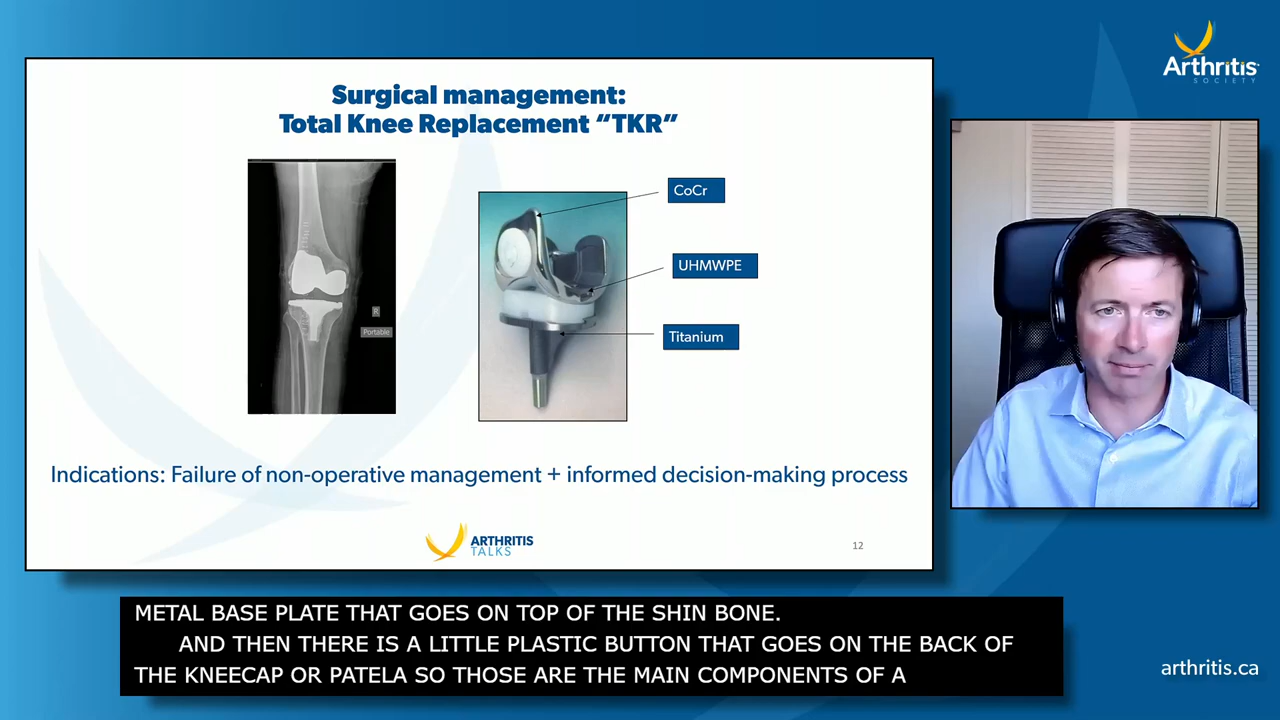 Arthritis
SOCIETY
Surgical management:
Total Knee Replacement “TKR”
CoCr
UHMWPE
Titanium
R
Portable
Indications: Failure of non-operative management + informed decision-making process
ARTHRITIS
TALKS
12
METAL BASE PLATE THAT GOES ON TOP OF THE SHIN BONE.
AND THEN THERE IS A LITTLE PLASTIC BUTTON THAT GOES ON THE BACK OF
THE KNEECAP OR PATELA SO THOSE ARE THE MAIN COMPONENTS OF A
arthritis.ca